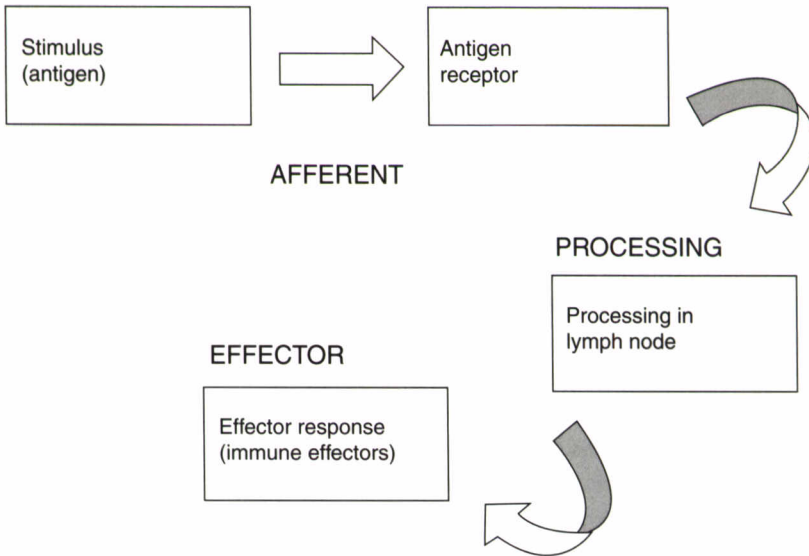 Stimulus
(antigen)
Antigen
receptor
AFFERENT
PROCESSING
Processing in
lymph node
EFFECTOR
Effector response
(immune effectors)